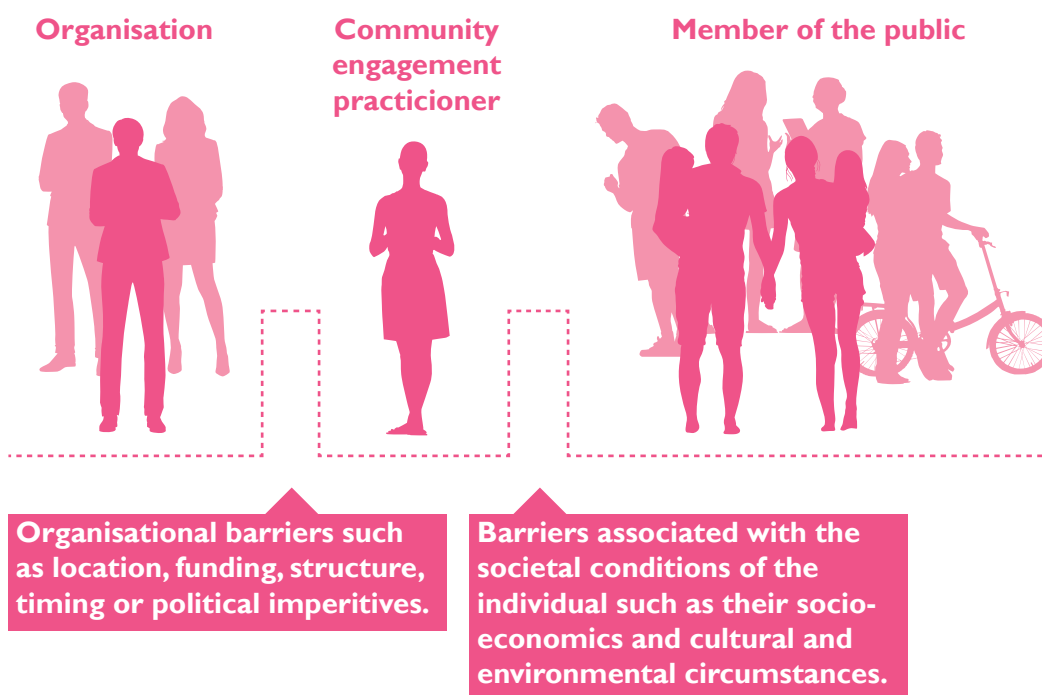 Organisation
Community
engagement
practicioner
Member of the public
Organisational barriers such
as location, funding, structure,
timing or political imperitives.
Barriers associated with the
societal conditions of the
individual such as their socio-
economics and cultural and
environmental circumstances.